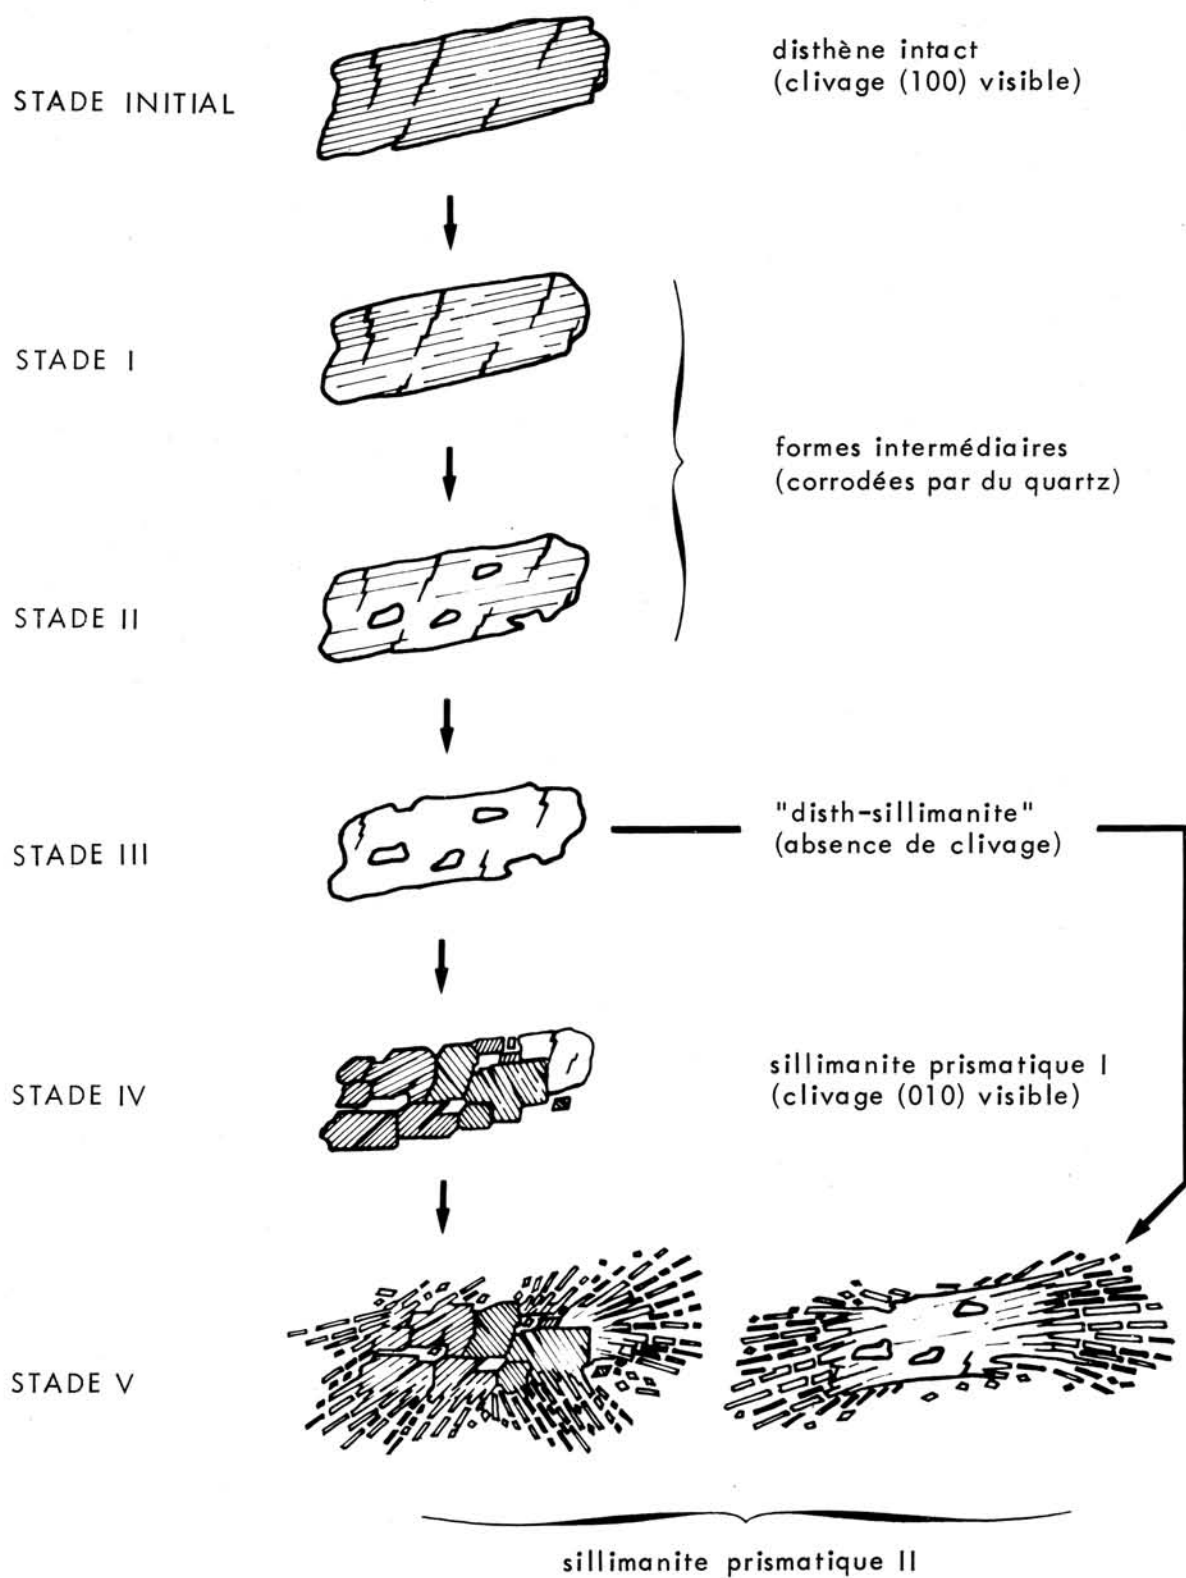 STADE INITIAL
disthène intact
(clivage (100) visible)
STADE I
formes intermédiaires
(corrodées par du quartz)
STADE II
STADE III
"disth-sillimanite"
(absence de clivage)
STADE IV
sillimanite prismatique I
(clivage (010) visible)
STADE V
sillimanite prismatique II